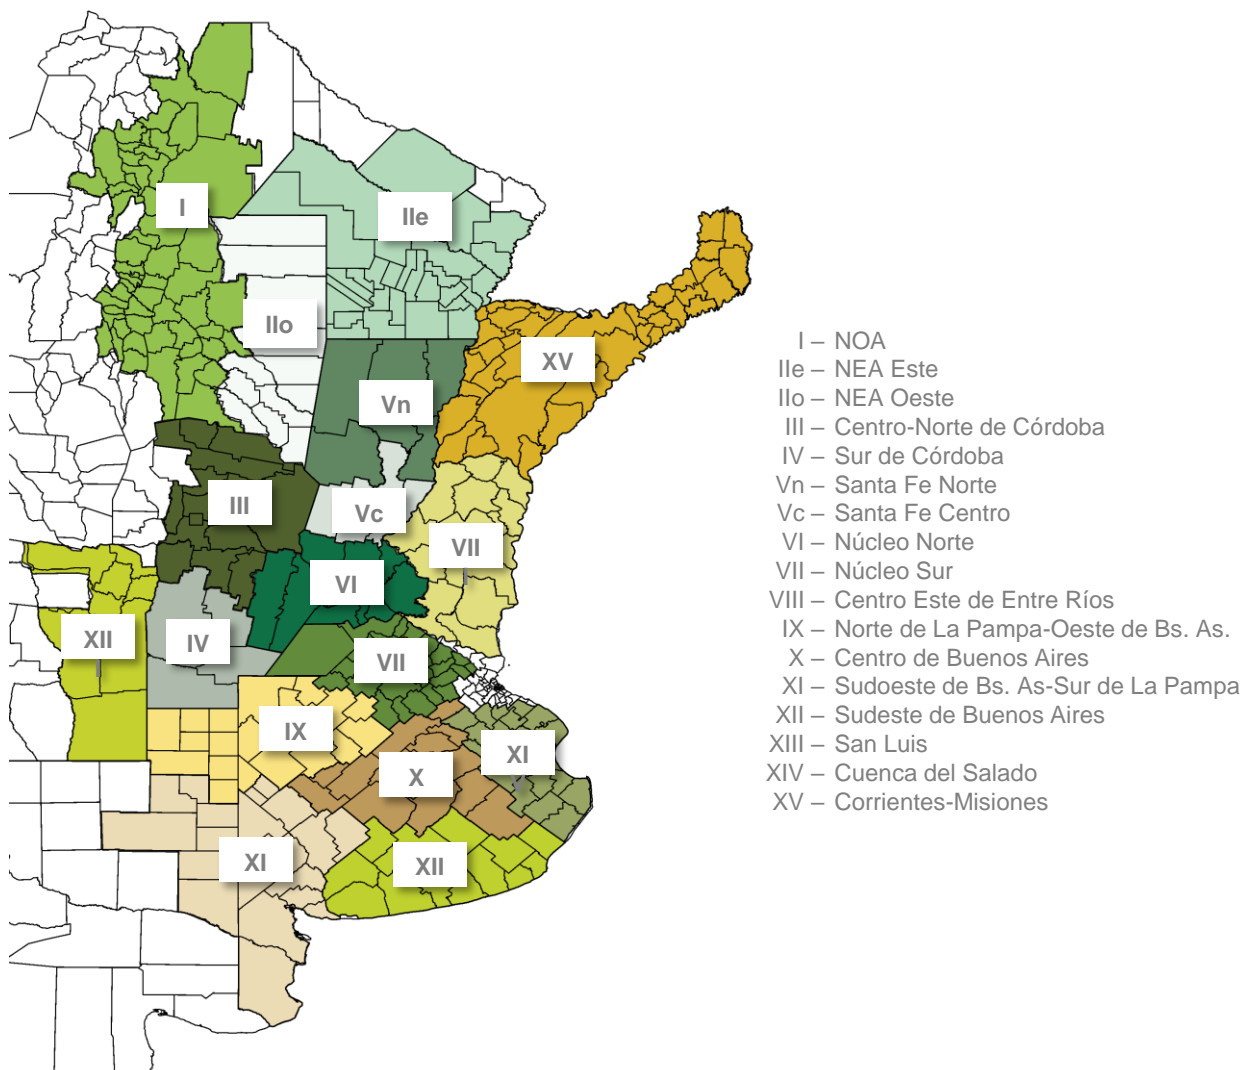 I
IIe
IIo
XV
Vn
III
Vc
VII
VI
XII
IV
VII
IX
XI
X
XI
XII
I – NOA
IIe – NEA Este
IIo – NEA Oeste
III – Centro-Norte de Córdoba
IV – Sur de Córdoba
Vn – Santa Fe Norte
Vc – Santa Fe Centro
VI – Núcleo Norte
VII – Núcleo Sur
VIII – Centro Este de Entre Ríos
IX – Norte de La Pampa-Oeste de Bs. As.
X – Centro de Buenos Aires
XI – Sudoeste de Bs. As-Sur de La Pampa
XII – Sudeste de Buenos Aires
XIII – San Luis
XIV – Cuenca del Salado
XV – Corrientes-Misiones